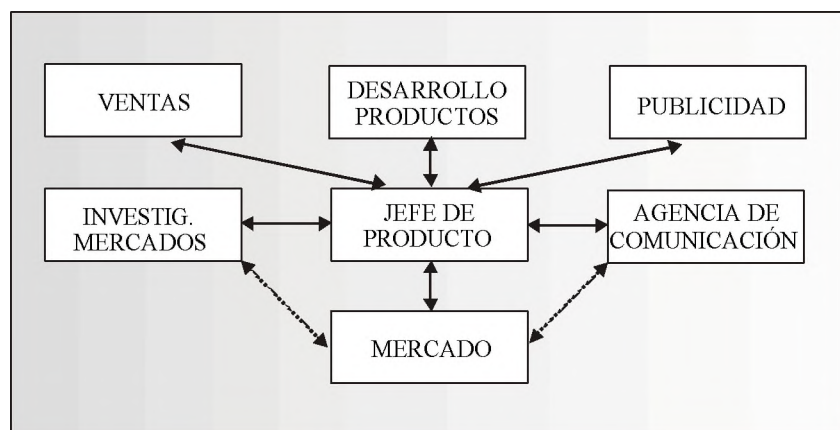 VENTAS
DESARROLLO
PRODUCTOS
PUBLICIDAD
INVESTIG.
MERCADOS
JEFE DE
PRODUCTO
AGENCIA DE
COMUNICACIÓN
MERCADO